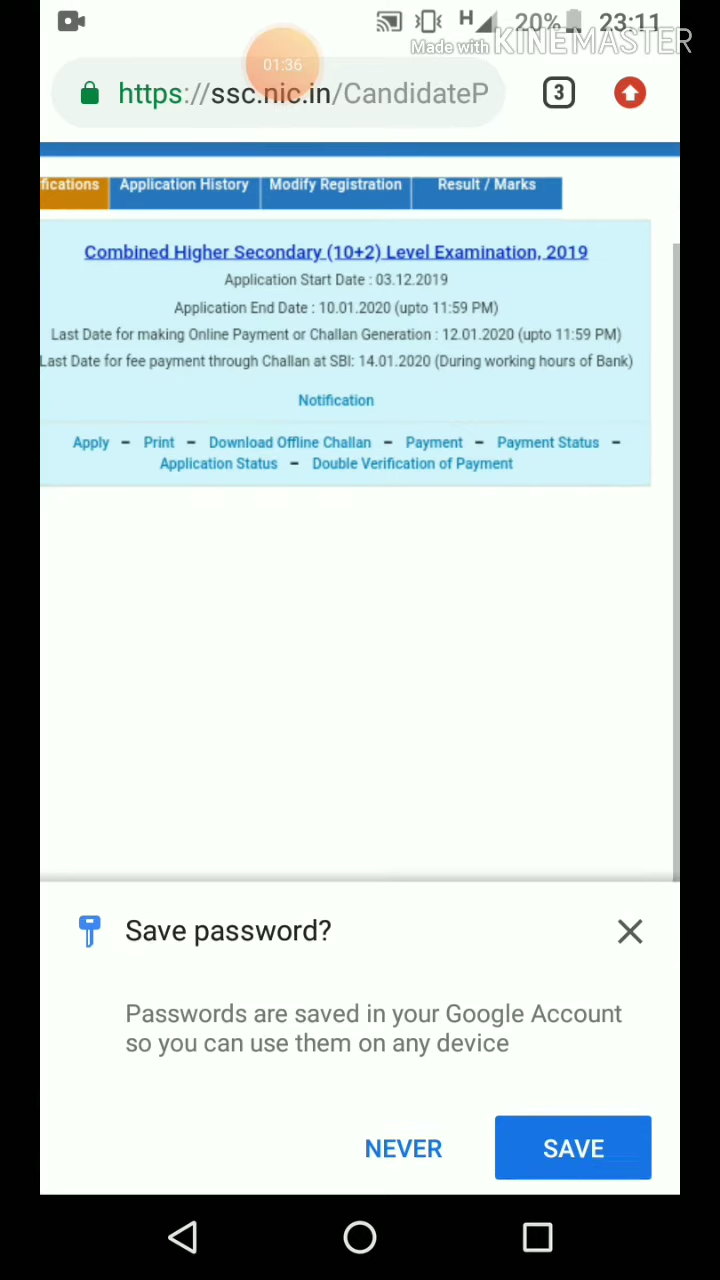 20% 23:11
Made with KINEMASTER
01:36
https://ssc.nic.in/CandidateP
3
fications Application History Modify Registration Result / Marks
Combined Higher Secondary (10+2) Level Examination, 2019
Application Start Date : 03.12.2019
Application End Date : 10.01.2020 (upto 11:59 PM)
Last Date for making Online Payment or Challan Generation : 12.01.2020 (upto 11:59 PM)
Last Date for fee payment through Challan at SBI: 14.01.2020 (During working hours of Bank)
Notification
Apply – Print – Download Offline Challan – Payment – Payment Status –
Application Status – Double Verification of Payment
Save password?
Passwords are saved in your Google Account
so you can use them on any device
NEVER SAVE